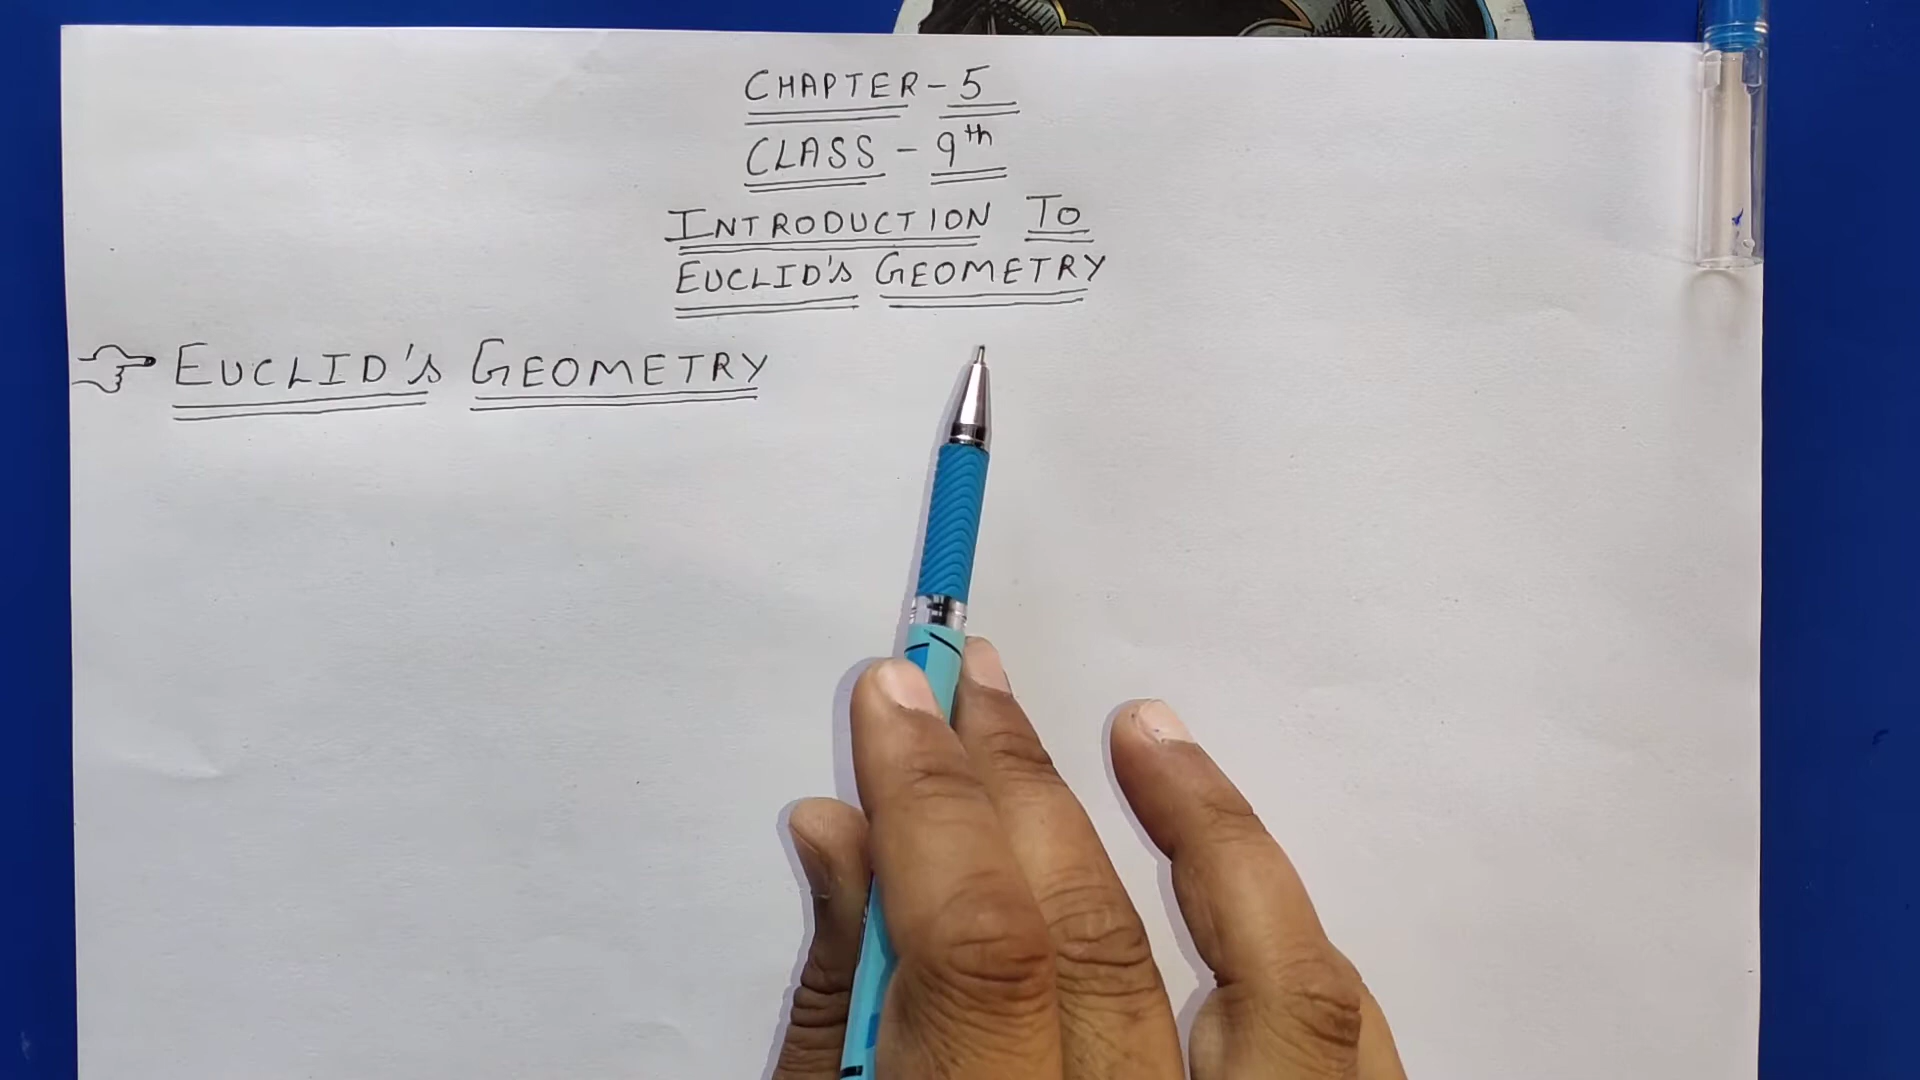 CHAPTER - 5
CLASS - 9th
INTRODUCTION TO
EUCLID's GEOMETRY
EUCLID's GEOMETRY